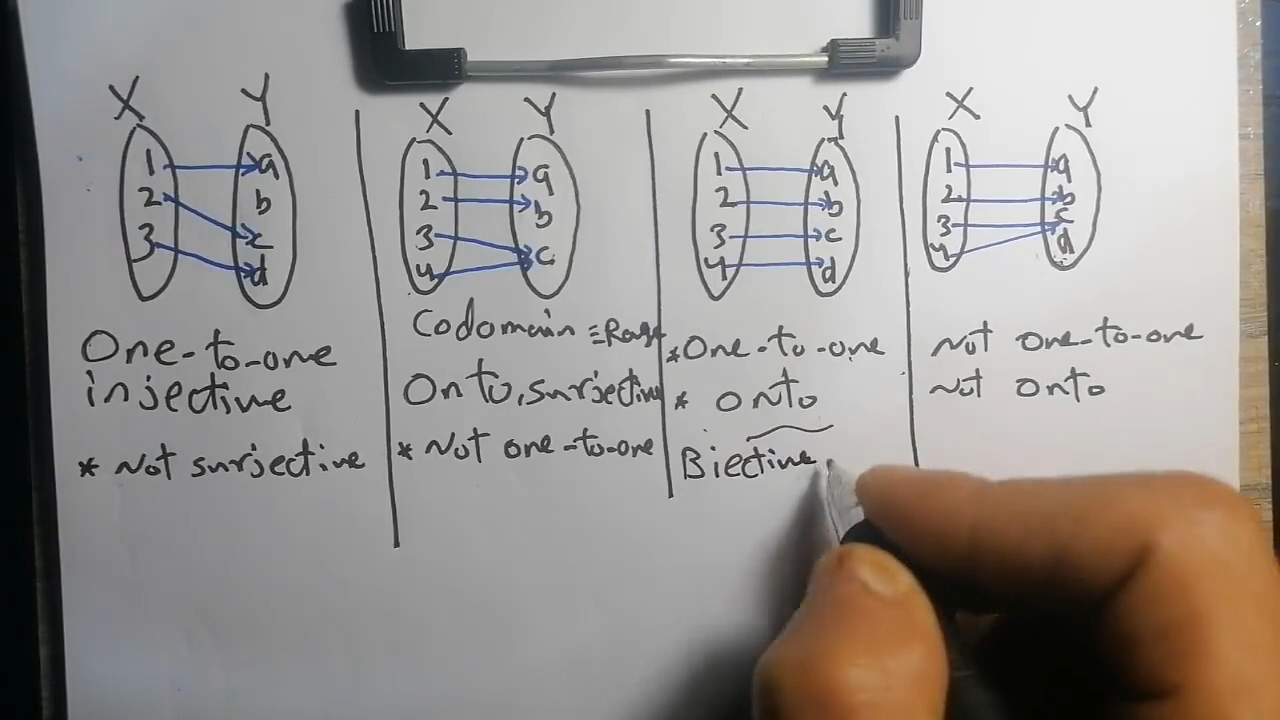 X Y
1 a
2 b
3 c
d
One-to-one
injective
* Not surjective
X Y
1 a
2 b
3 c
4
Codomain =
Onto, surjective
* Not one-to-one
X Y
1 a
2 b
3 c
4 d
* One-to-one
* onto
Biective
X Y
1 a
2 b
3 c
4 d
Not one-to-one
Not onto